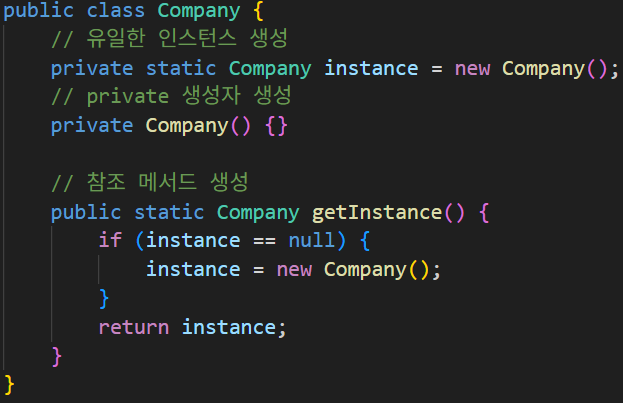 public class Company {
    // 유일한 인스턴스 생성
    private static Company instance = new Company();
    // private 생성자 생성
    private Company() {}

    // 참조 메서드 생성
    public static Company getInstance() {
        if (instance == null) {
            instance = new Company();
        }
        return instance;
    }
}